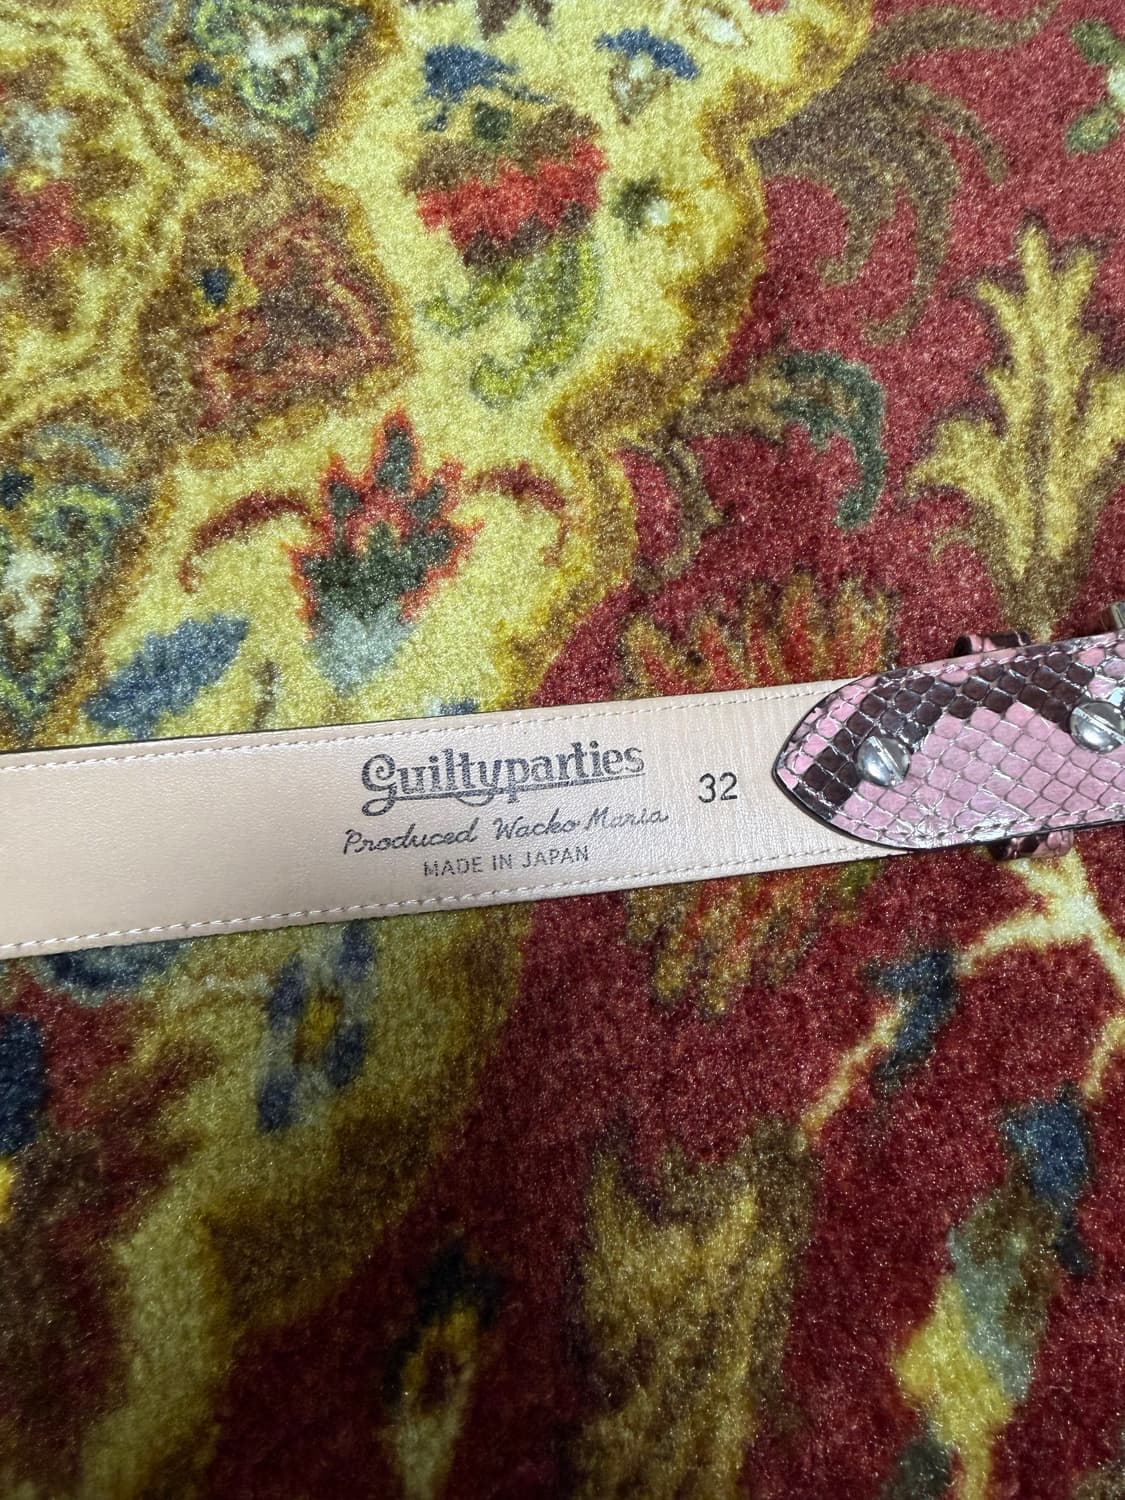 Guiltyparties
Produced Wacko Maria
MADE IN JAPAN
32